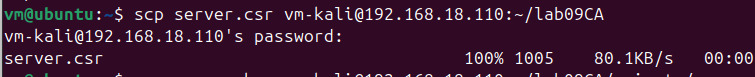 vm@ubuntu:~$ scp server.csr vm-kali@192.168.18.110:~/lab09CA
vm-kali@192.168.18.110's password:
server.csr 100% 1005 80.1KB/s 00:00